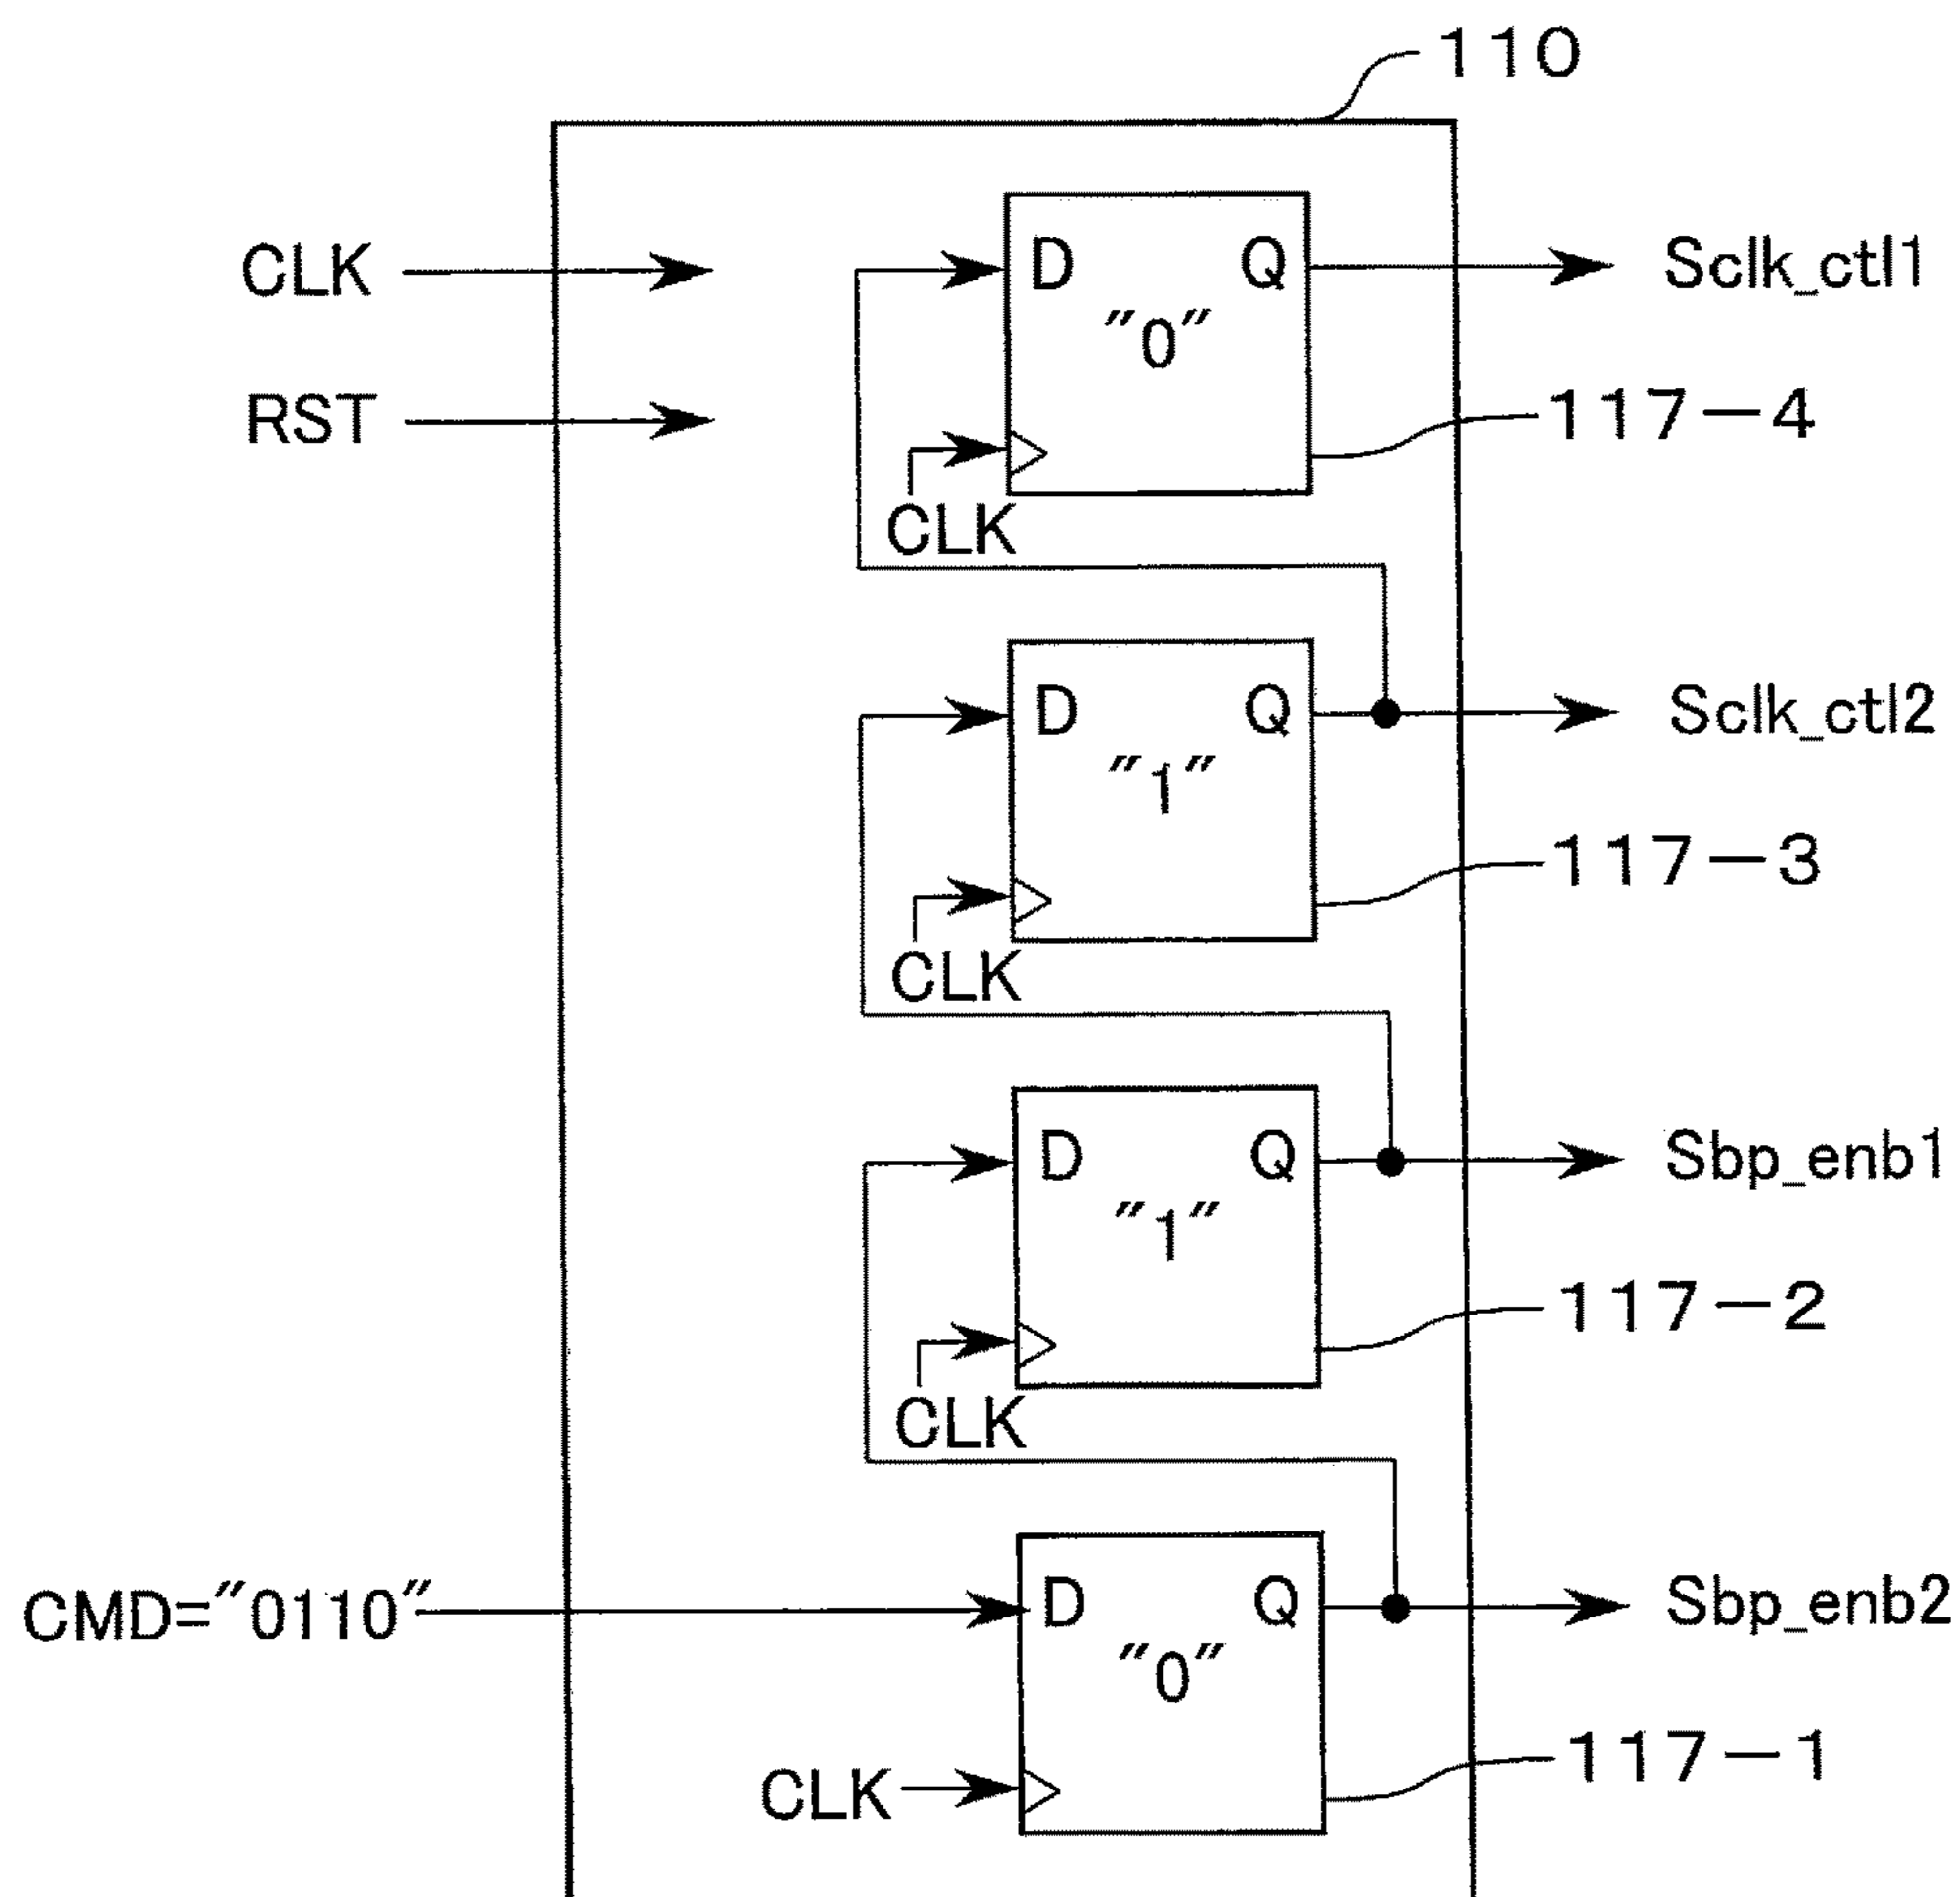 110
CLK
D Q
Sclk_ctl1
"0"
RST
117-4
CLK
D Q
Sclk_ctl2
"1"
117-3
CLK
D Q
Sbp_enb1
"1"
117-2
CLK
CMD="0110"
D Q
Sbp_enb2
"0"
117-1
CLK